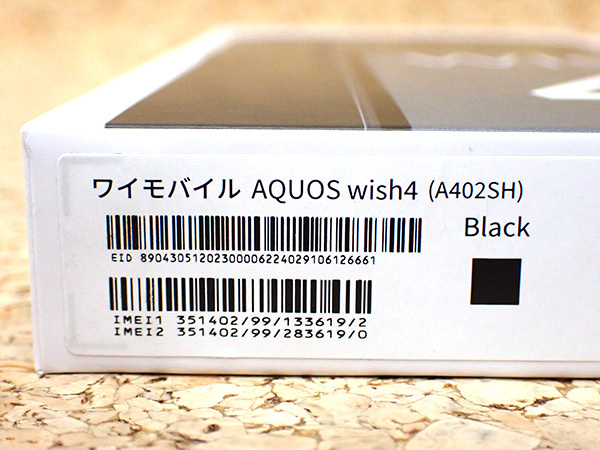 ワイモバイル AQUOS wish4 (A402SH)
Black
EID 89043051202300006224029106126661
IMEI1 351402/99/133619/2
IMEI2 351402/99/283619/0